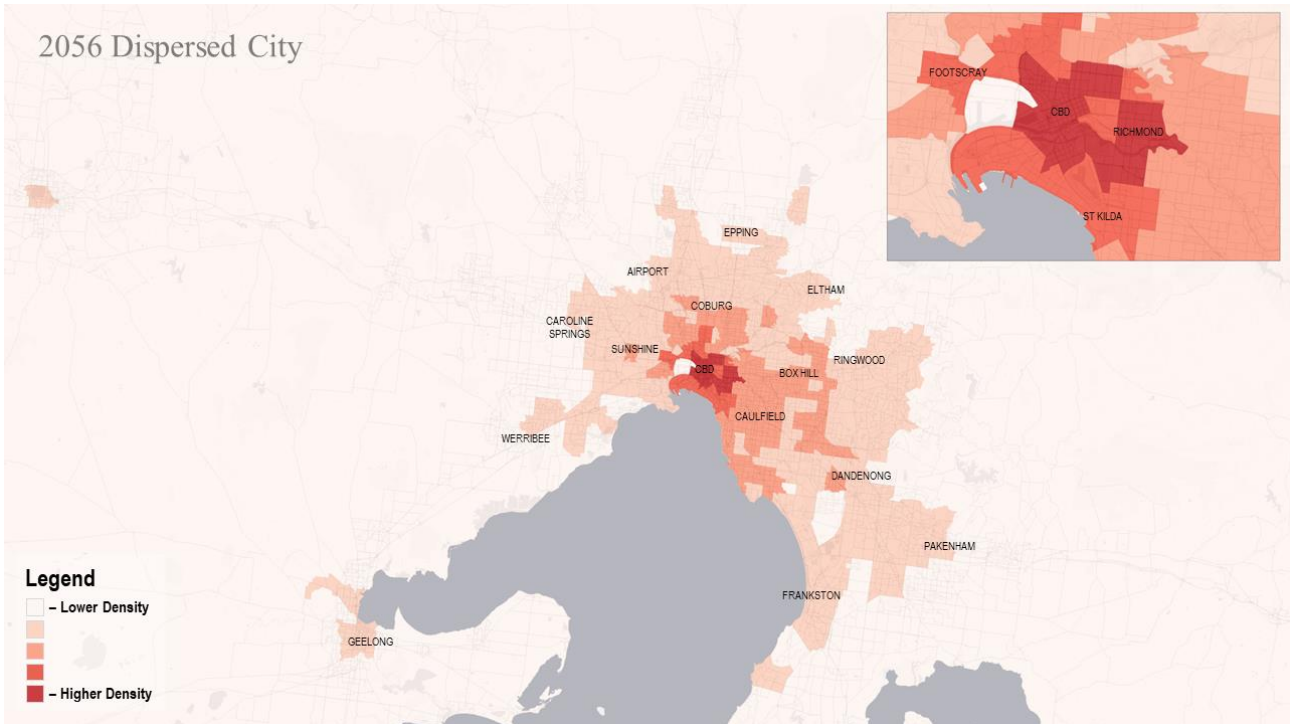 2056 Dispersed City
FOOTSCRAY
CBD
RICHMOND
ST KILDA
EPPING
AIRPORT
ELTHAM
COBURG
CAROLINE
SPRINGS
SUNSHINE
RINGWOOD
CBD
BOX HILL
CAULFIELD
WERRIBEE
DANDENONG
PAKENHAM
FRANKSTON
GEELONG
Legend
– Lower Density
– Higher Density